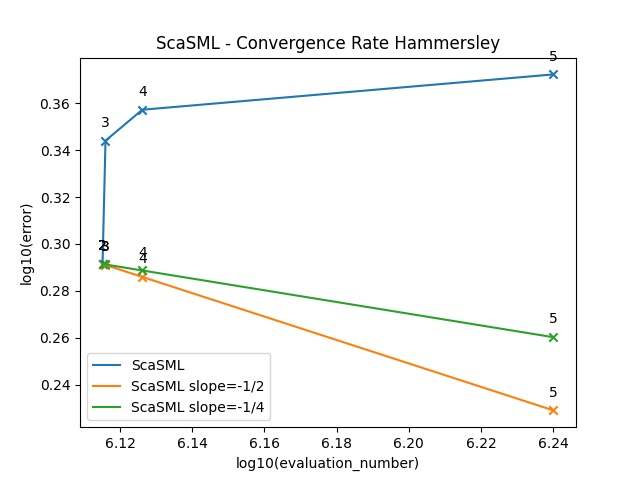 ScaSML - Convergence Rate Hammersley
log10(error)
0.36
0.34
0.32
0.30
0.28
0.26
0.24
5
4
3
2
3
4
4
5
5
ScaSML
ScaSML slope=-1/2
ScaSML slope=-1/4
6.12 6.14 6.16 6.18 6.20 6.22 6.24
log10(evaluation_number)